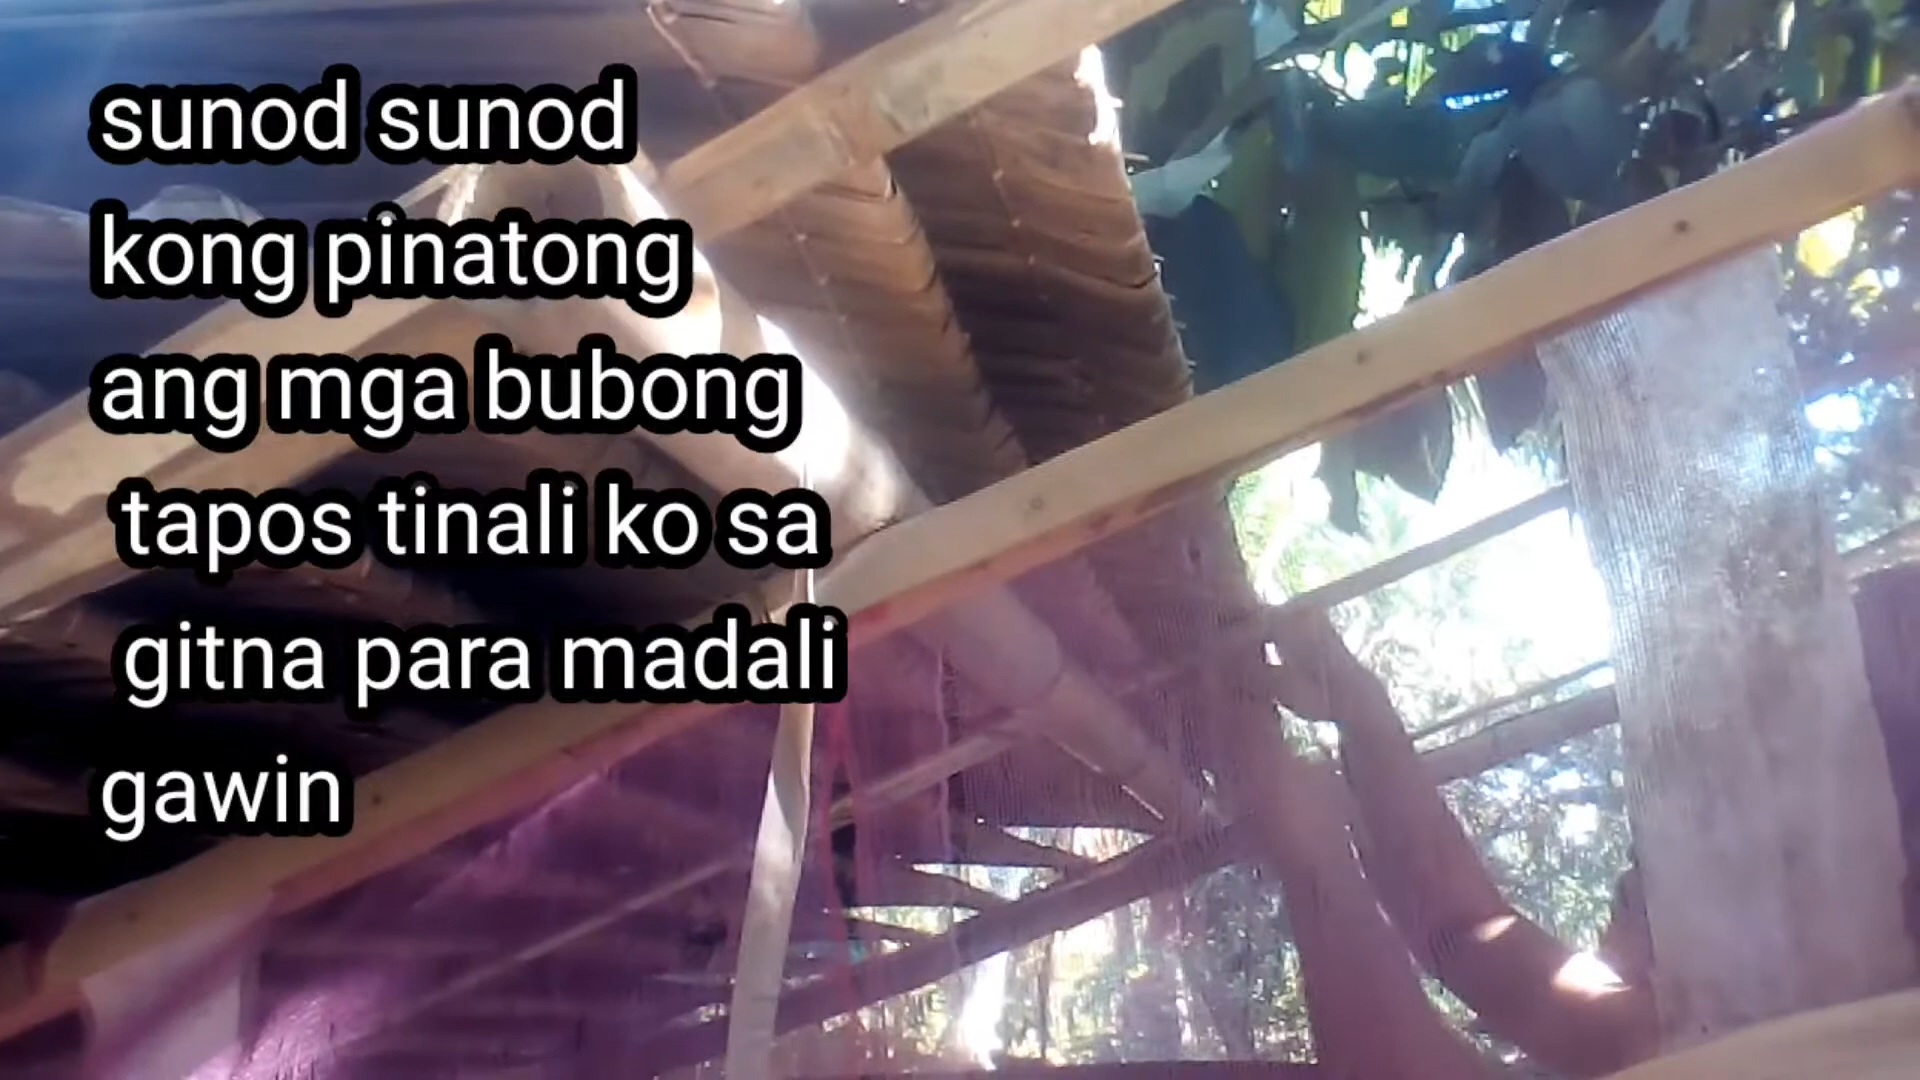 sunod sunod
kong pinatong
ang mga bubong
tapos tinali ko sa
gitna para madali
gawin